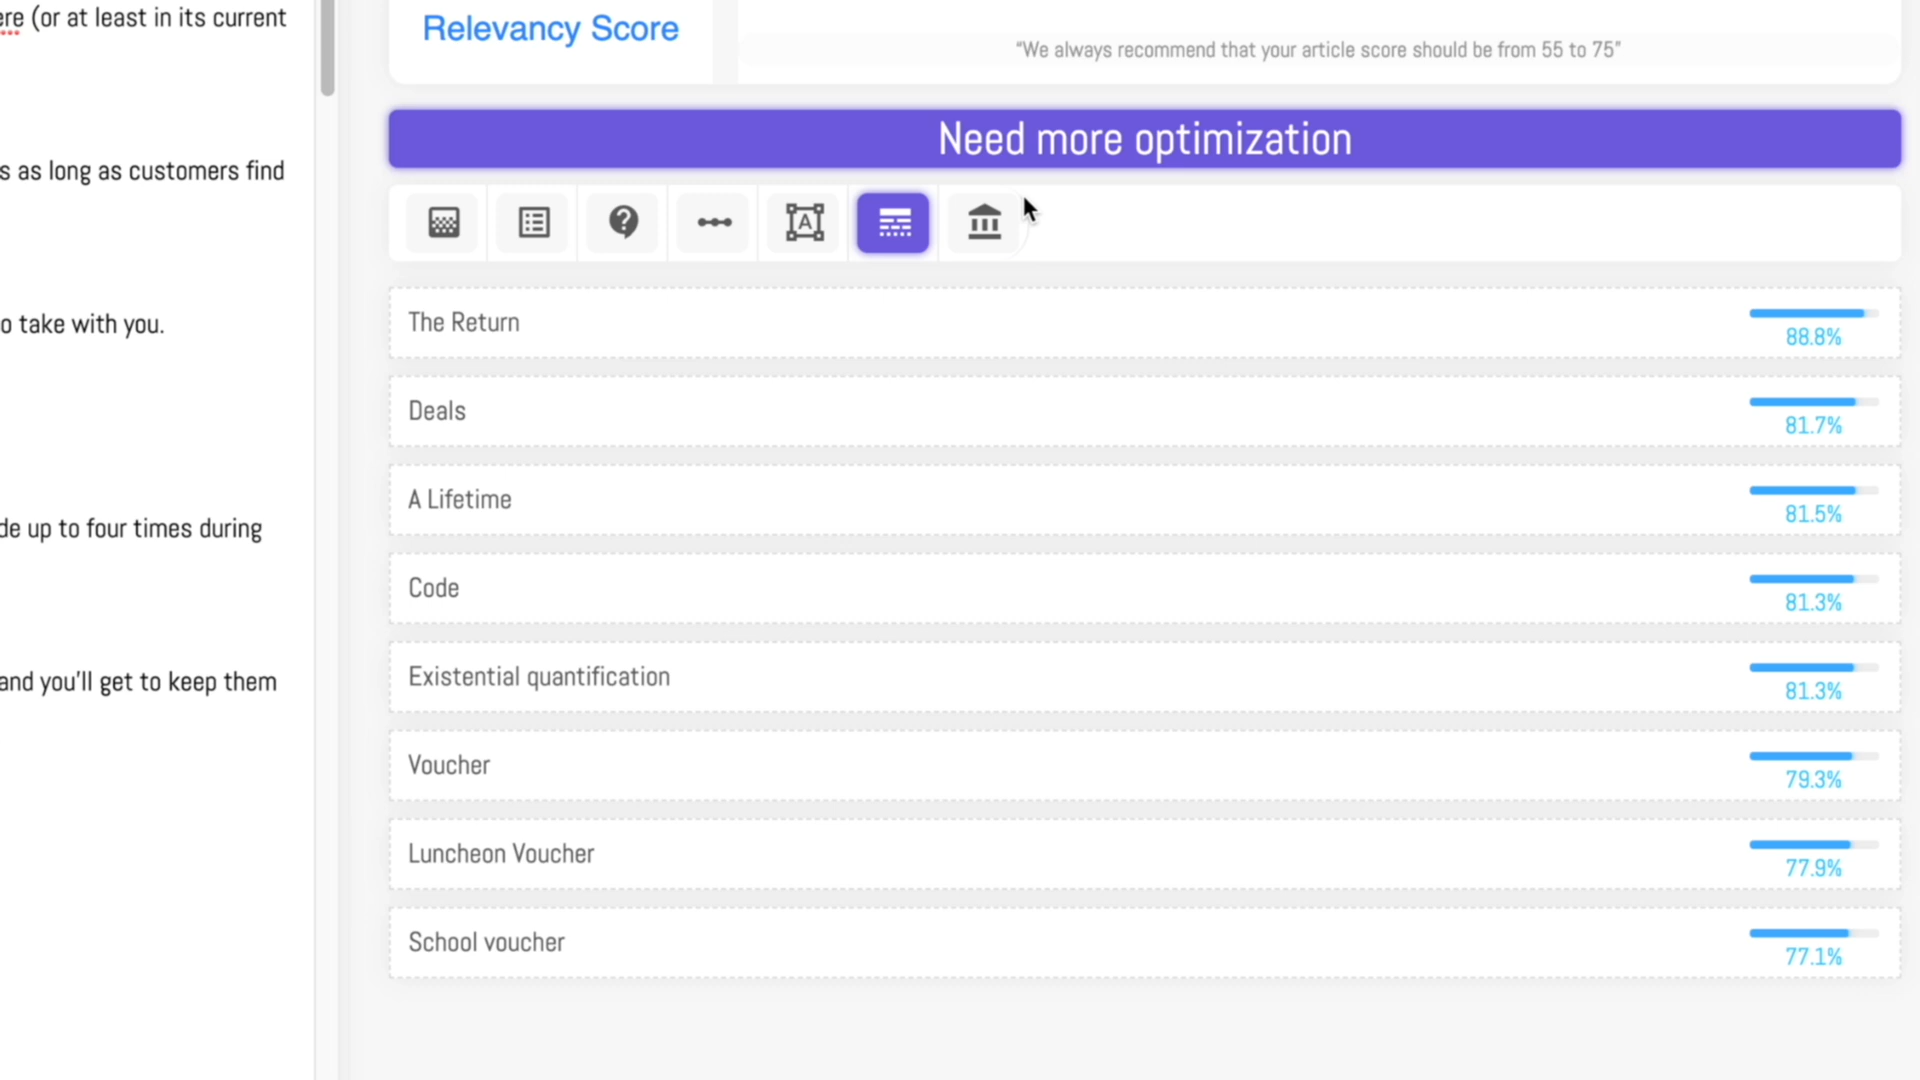 ere (or at least in its current
s as long as customers find
o take with you.
de up to four times during
and you'll get to keep them
Relevancy Score
“We always recommend that your article score should be from 55 to 75”
Need more optimization
A
The Return
88.8%
Deals
81.7%
A Lifetime
81.5%
Code
81.3%
Existential quantification
81.3%
Voucher
79.3%
Luncheon Voucher
77.9%
School voucher
77.1%